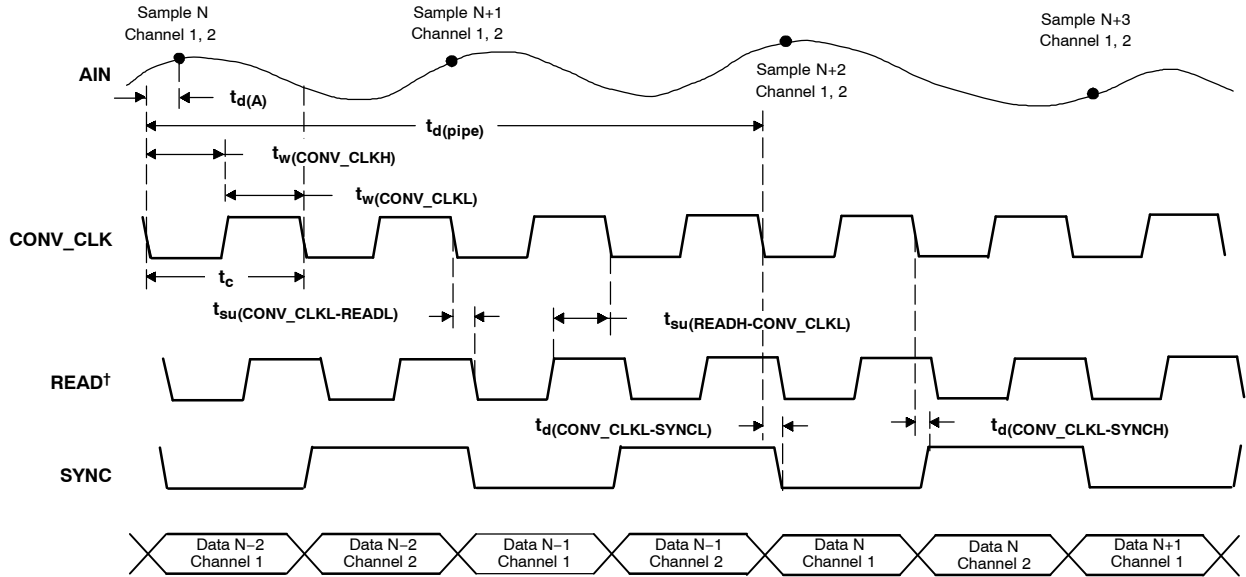 Sample N
Channel 1, 2
Sample N+1
Channel 1, 2
Sample N+3
Channel 1, 2
AIN
Sample N+2
Channel 1, 2
td(A)
td(pipe)
tw(CONV_CLKH)
tw(CONV_CLKL)
CONV_CLK
tc
tsu(CONV_CLKL-READL)
tsu(READH-CONV_CLKL)
READ†
td(CONV_CLKL-SYNCL)
td(CONV_CLKL-SYNCH)
SYNC
Data N−2
Channel 1
Data N−2
Channel 2
Data N−1
Channel 1
Data N−1
Channel 2
Data N
Channel 1
Data N
Channel 2
Data N+1
Channel 1